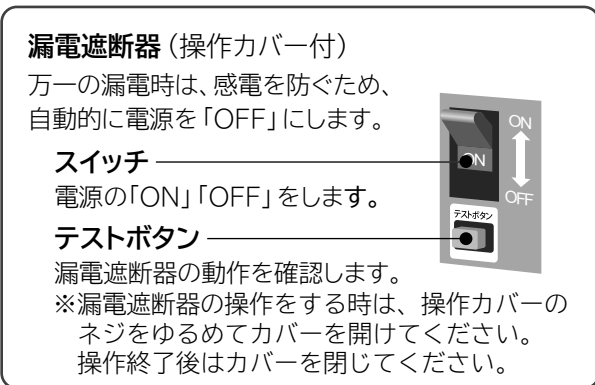 漏電遮断器（操作カバー付）
万一の漏電時は、感電を防ぐため、
自動的に電源を「OFF」にします。
スイッチ
電源の「ON」「OFF」をします。
テストボタン
漏電遮断器の動作を確認します。
※漏電遮断器の操作をする時は、操作カバーの
ネジをゆるめてカバーを開けてください。
操作終了後はカバーを閉じてください。
ON
ON
OFF
テストボタン